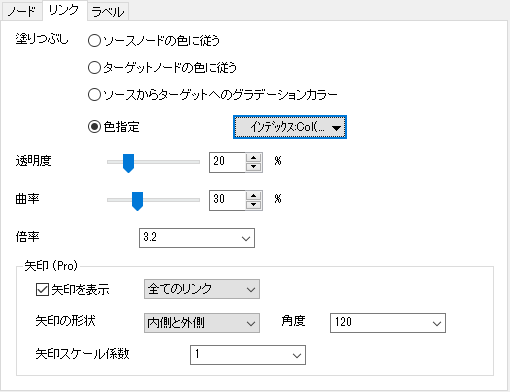 ノード リンク ラベル
塗りつぶし ソースノードの色に従う
ターゲットノードの色に従う
ソースからターゲットへのグラデーションカラー
色指定 インデックス:Col(...
透明度 20 %
曲率 30 %
倍率 3.2
矢印 (Pro)
矢印を表示 全てのリンク
矢印の形状 内側と外側 角度 120
矢印スケール係数 1